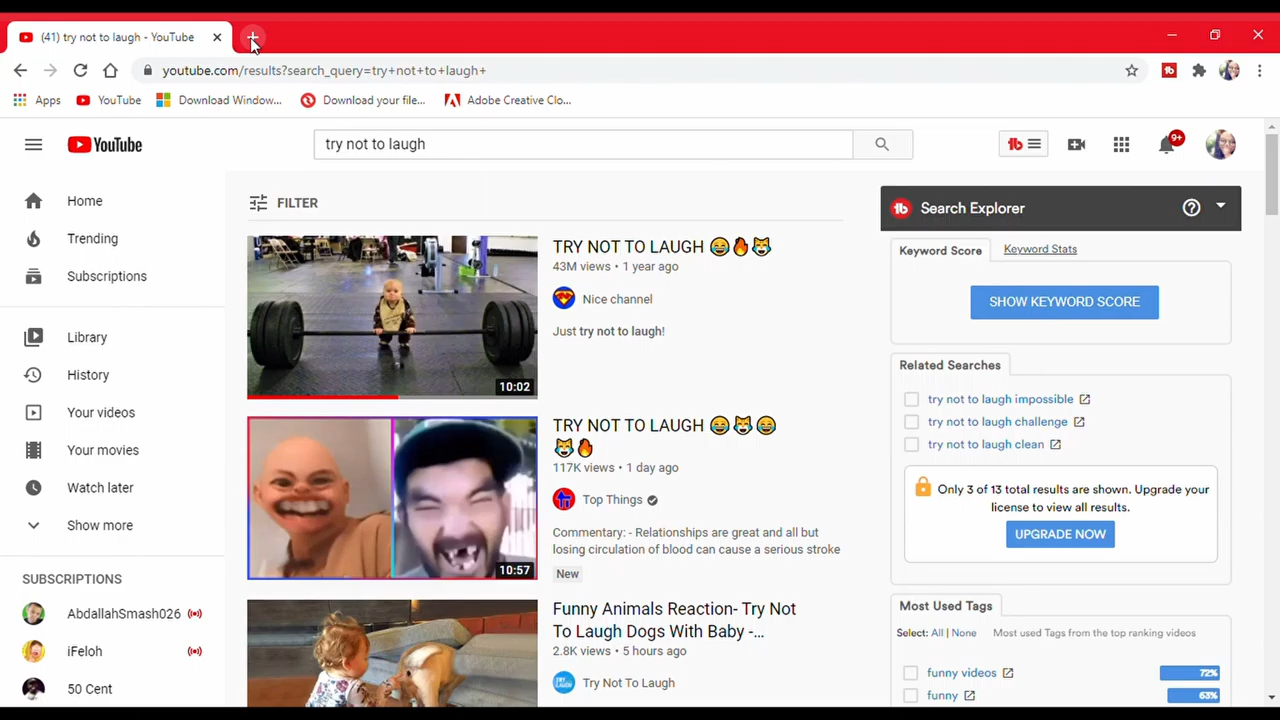 (41) try not to laugh - YouTube
youtube.com/results?search_query=try+not+to+laugh+
Apps YouTube Download Window... Download your file... Adobe Creative Clo...
YouTube
try not to laugh
9+
Home
Trending
Subscriptions
Library
History
Your videos
Your movies
Watch later
Show more
SUBSCRIPTIONS
AbdallahSmash026
iFeloh
50 Cent
FILTER
10:02
TRY NOT TO LAUGH 😂🔥😹
43M views • 1 year ago
Nice channel
Just try not to laugh!
10:57
TRY NOT TO LAUGH 😂😹😂
😹🔥
117K views • 1 day ago
Top Things
Commentary: - Relationships are great and all but
losing circulation of blood can cause a serious stroke
New
Funny Animals Reaction- Try Not
To Laugh Dogs With Baby -...
2.8K views • 5 hours ago
Try Not To Laugh
Search Explorer
Keyword Score Keyword Stats
SHOW KEYWORD SCORE
Related Searches
try not to laugh impossible
try not to laugh challenge
try not to laugh clean
Only 3 of 13 total results are shown. Upgrade your
license to view all results.
UPGRADE NOW
Most Used Tags
Select: All | None Most used Tags from the top ranking videos
funny videos 72%
funny 63%